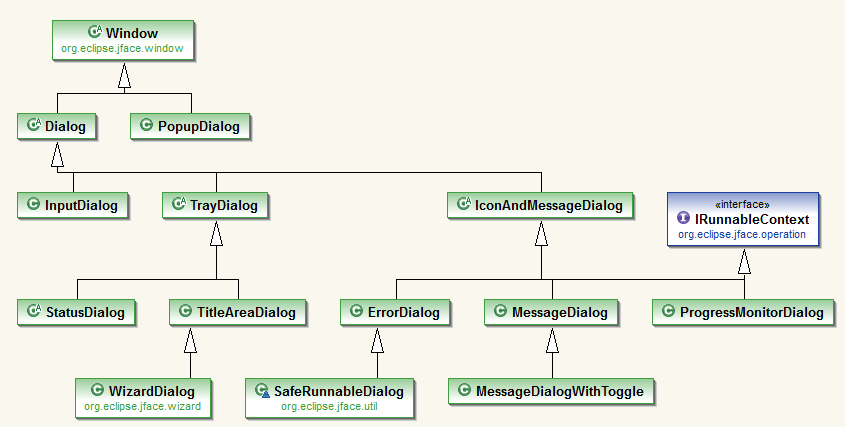 Window
org.eclipse.jface.window
Dialog
PopupDialog
InputDialog
TrayDialog
IconAndMessageDialog
«interface»
IRunnableContext
org.eclipse.jface.operation
StatusDialog
TitleAreaDialog
ErrorDialog
MessageDialog
ProgressMonitorDialog
WizardDialog
org.eclipse.jface.wizard
SafeRunnableDialog
org.eclipse.jface.util
MessageDialogWithToggle